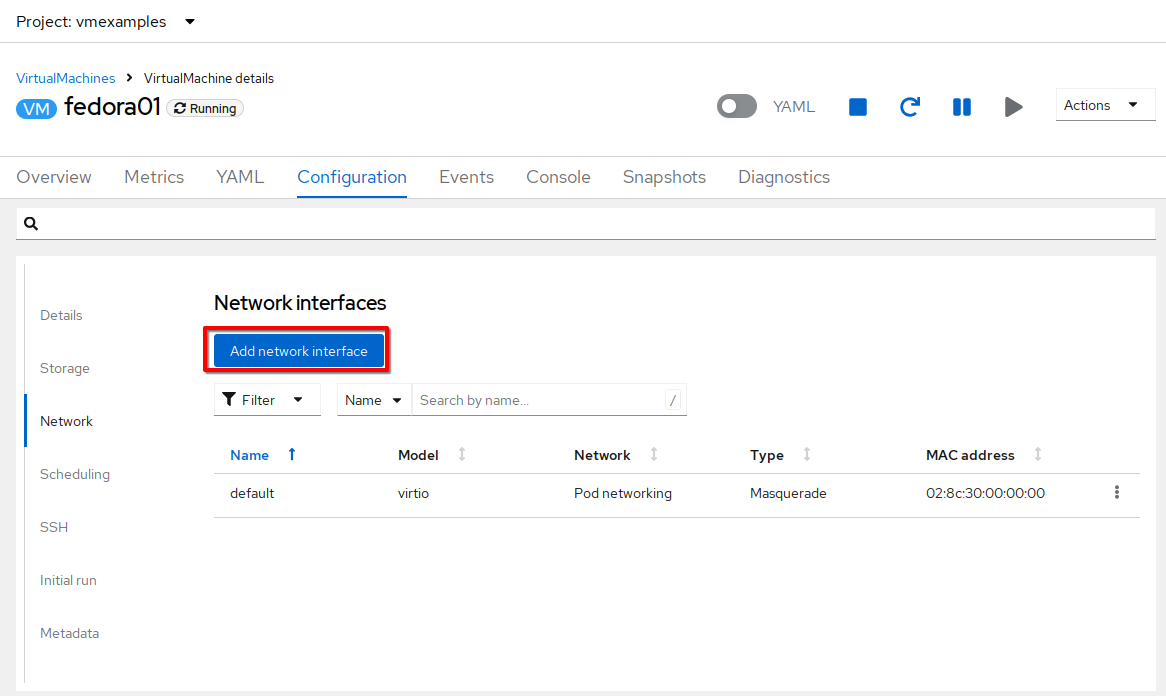 Project: vmexamples
VirtualMachines VirtualMachine details
VM fedora01 Running
YAML
Actions
Overview Metrics YAML Configuration Events Console Snapshots Diagnostics
Details
Storage
Network
Scheduling
SSH
Initial run
Metadata
Network interfaces
Add network interface
Filter Name Search by name... /
Name Model Network Type MAC address
default virtio Pod networking Masquerade 02:8c:30:00:00:00